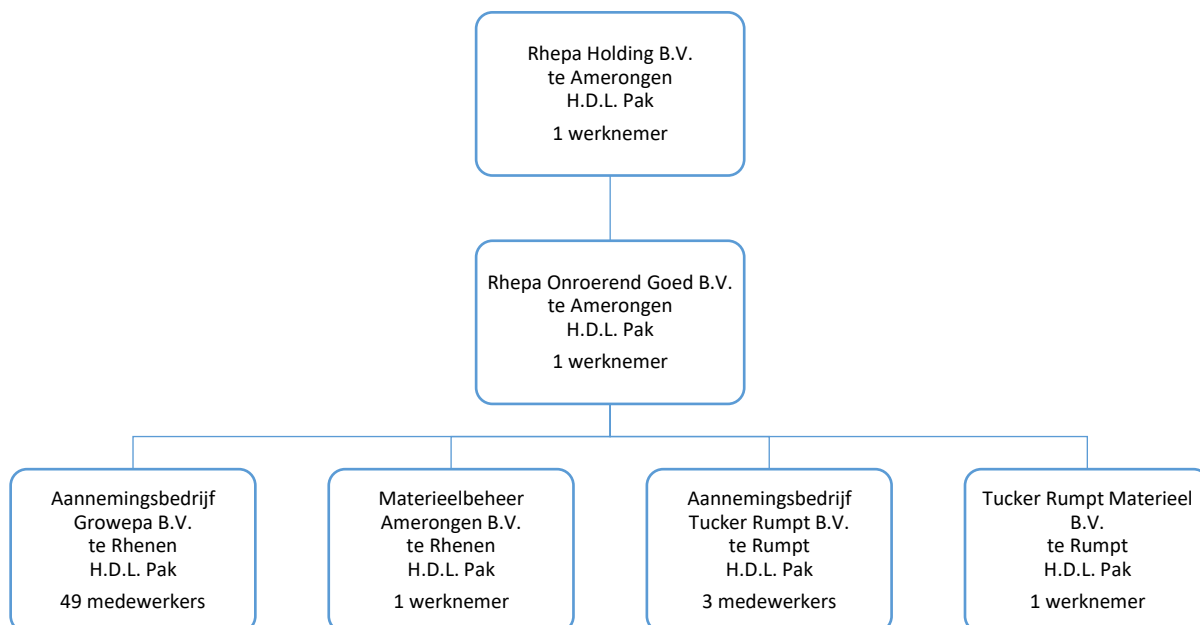 Rhepa Holding B.V.
te Amerongen
H.D.L. Pak
1 werknemer
Rhepa Onroerend Goed B.V.
te Amerongen
H.D.L. Pak
1 werknemer
Aannemingsbedrijf
Growepa B.V.
te Rhenen
H.D.L. Pak
49 medewerkers
Materieelbeheer
Amerongen B.V.
te Rhenen
H.D.L. Pak
1 werknemer
Aannemingsbedrijf
Tucker Rumpt B.V.
te Rumpt
H.D.L. Pak
3 medewerkers
Tucker Rumpt Materieel
B.V.
te Rumpt
H.D.L. Pak
1 werknemer